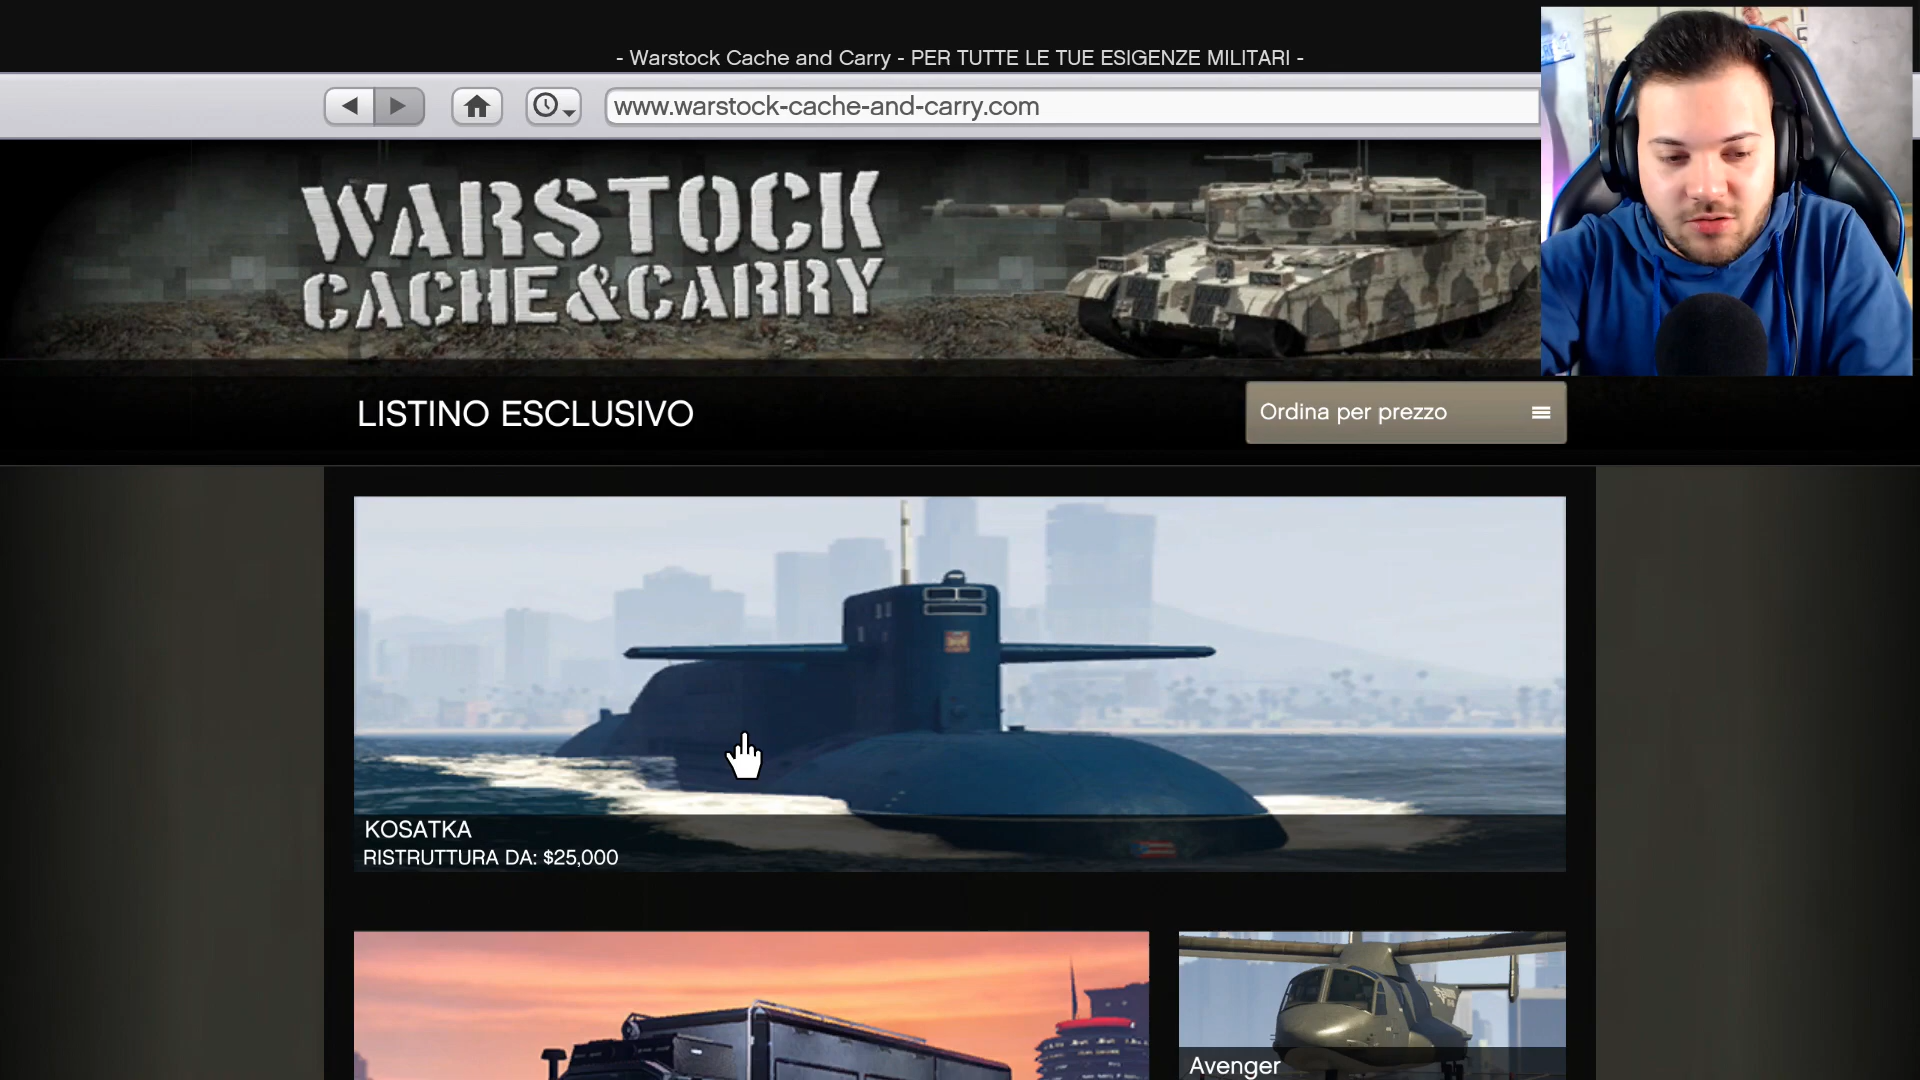 - Warstock Cache and Carry - PER TUTTE LE TUE ESIGENZE MILITARI -
www.warstock-cache-and-carry.com
WARSTOCK
CACHE&CARRY
LISTINO ESCLUSIVO
Ordina per prezzo
KOSATKA
RISTRUTTURA DA: $25,000
Avenger